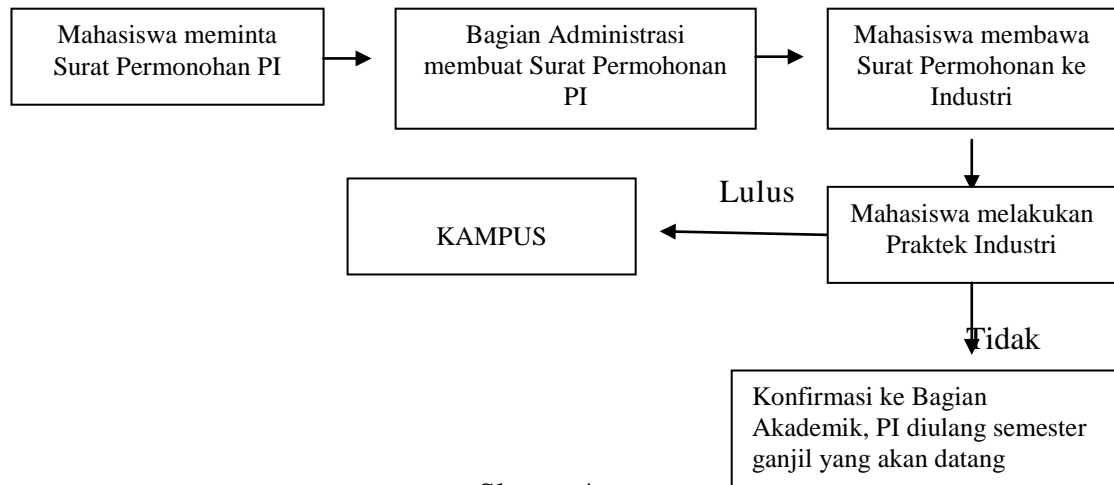 Mahasiswa meminta
Surat Permonohan PI
Bagian Administrasi
membuat Surat Permohonan
PI
Mahasiswa membawa
Surat Permohonan ke
Industri
Lulus
Mahasiswa melakukan
Praktek Industri
KAMPUS
Tidak
Konfirmasi ke Bagian
Akademik, PI diulang semester
ganjil yang akan datang